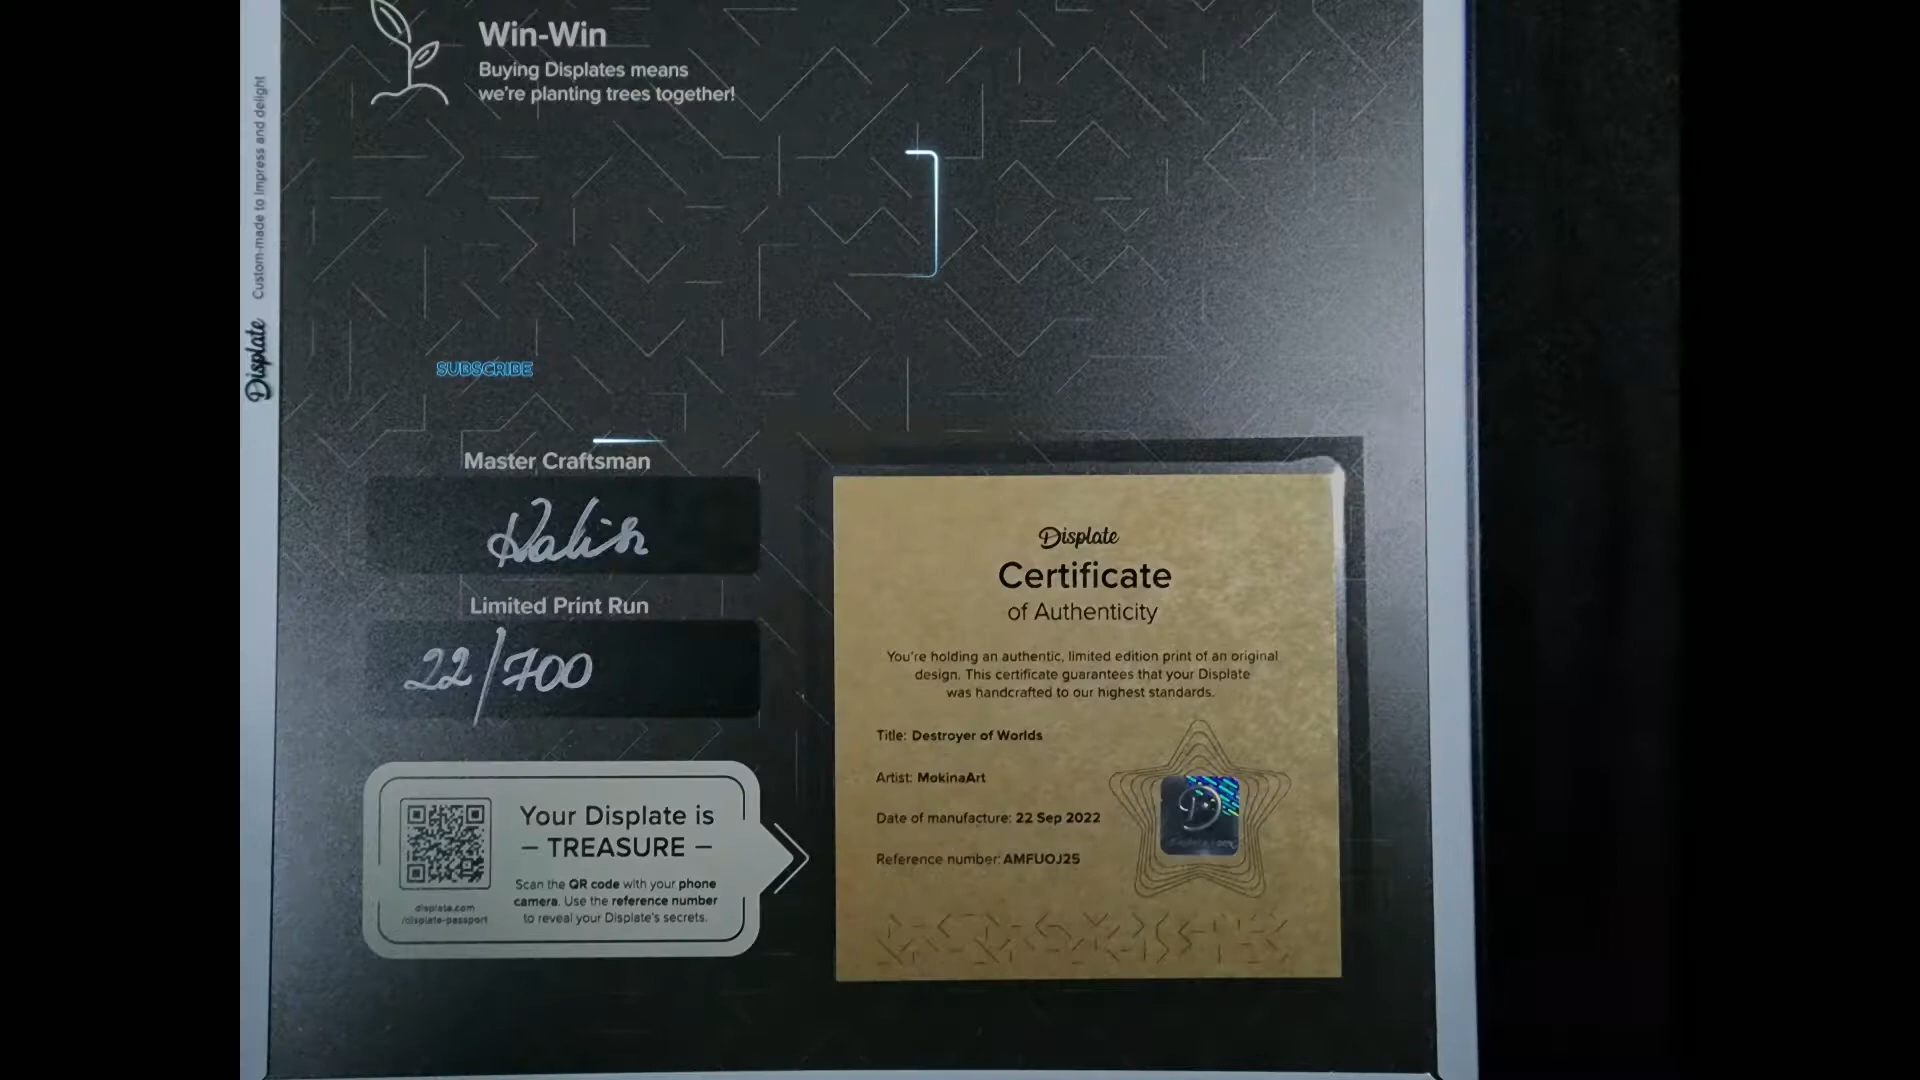 Win-Win
Buying Displates means
we're planting trees together!
Displate Custom-made to impress and delight
SUBSCRIBE
Master Craftsman
Limited Print Run
22/700
Your Displate is
– TREASURE –
Scan the QR code with your phone
camera. Use the reference number
to reveal your Displate's secrets.
displate.com
/displate-passport
Displate
Certificate
of Authenticity
You're holding an authentic, limited edition print of an original
design. This certificate guarantees that your Displate
was handcrafted to our highest standards.
Title: Destroyer of Worlds
Artist: MokinaArt
Date of manufacture: 22 Sep 2022
Reference number: AMFUOJ25